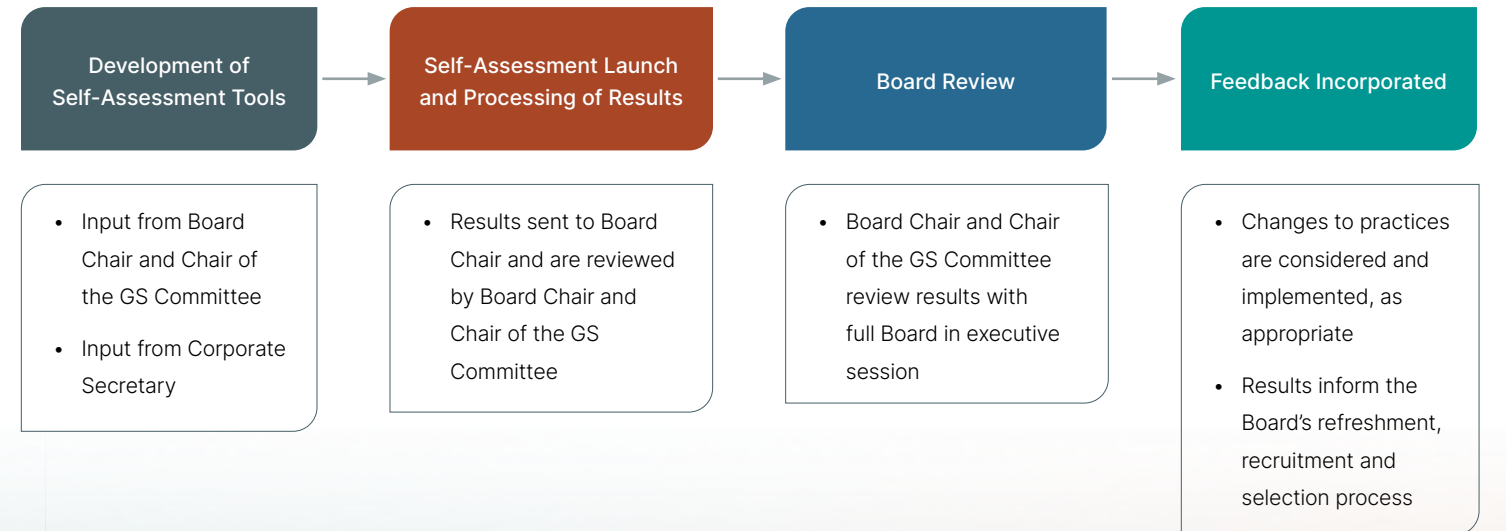 Development of
Self-Assessment Tools
Self-Assessment Launch
and Processing of Results
Board Review
Feedback Incorporated
• Input from Board
Chair and Chair of
the GS Committee
• Input from Corporate
Secretary
• Results sent to Board
Chair and are reviewed
by Board Chair and
Chair of the GS
Committee
• Board Chair and Chair
of the GS Committee
review results with
full Board in executive
session
• Changes to practices
are considered and
implemented, as
appropriate
• Results inform the
Board’s refreshment,
recruitment and
selection process